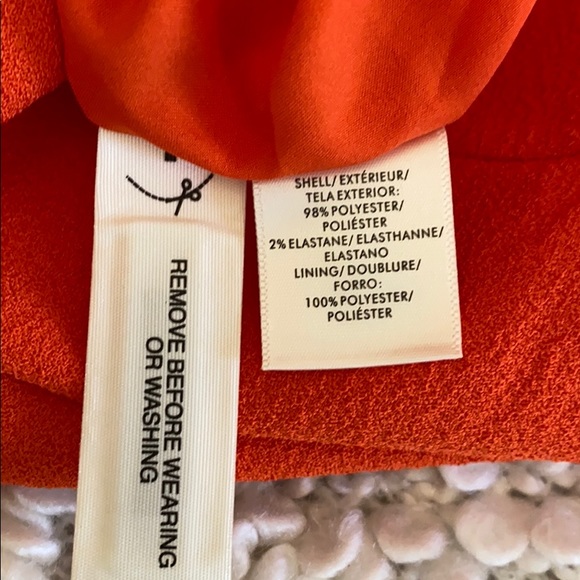 SHELL/EXTÉRIEUR/
TELA EXTERIOR:
98% POLYESTER/
POLIÉSTER
2% ELASTANE/ELASTHANNE/
ELASTANO
LINING/DOUBLURE/
FORRO:
100% POLYESTER/
POLIÉSTER
REMOVE BEFORE WEARING
OR WASHING